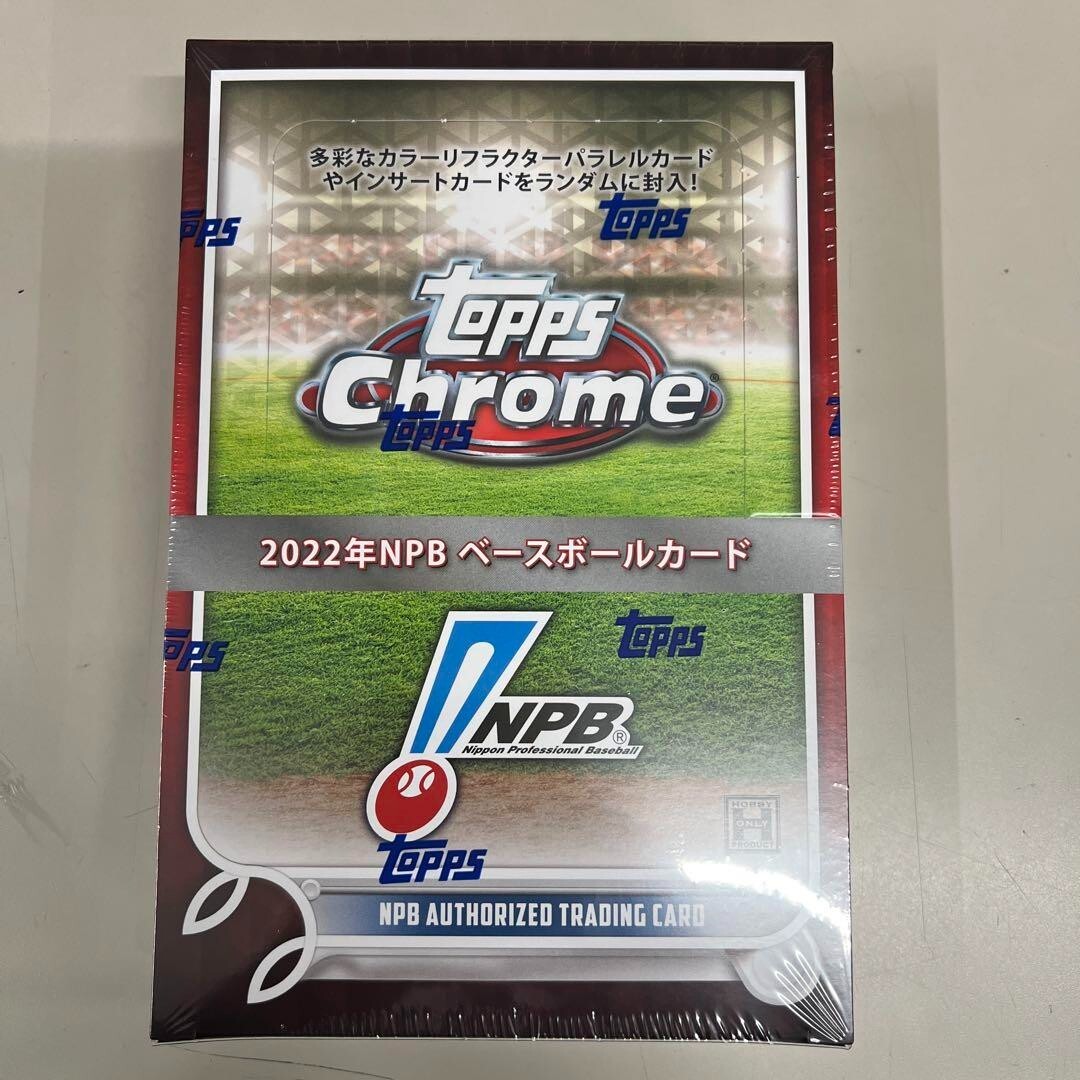 多彩なカラーリフラクターパラレルカード
やインサートカードをランダムに封入!
Topps
Topps
Topps
Chrome
Topps
2022年NPB ベースボールカード
Topps
Topps
NPB®
Nippon Professional Baseball
HOBBY
ONLY
PRODUCT
Topps
NPB AUTHORIZED TRADING CARD